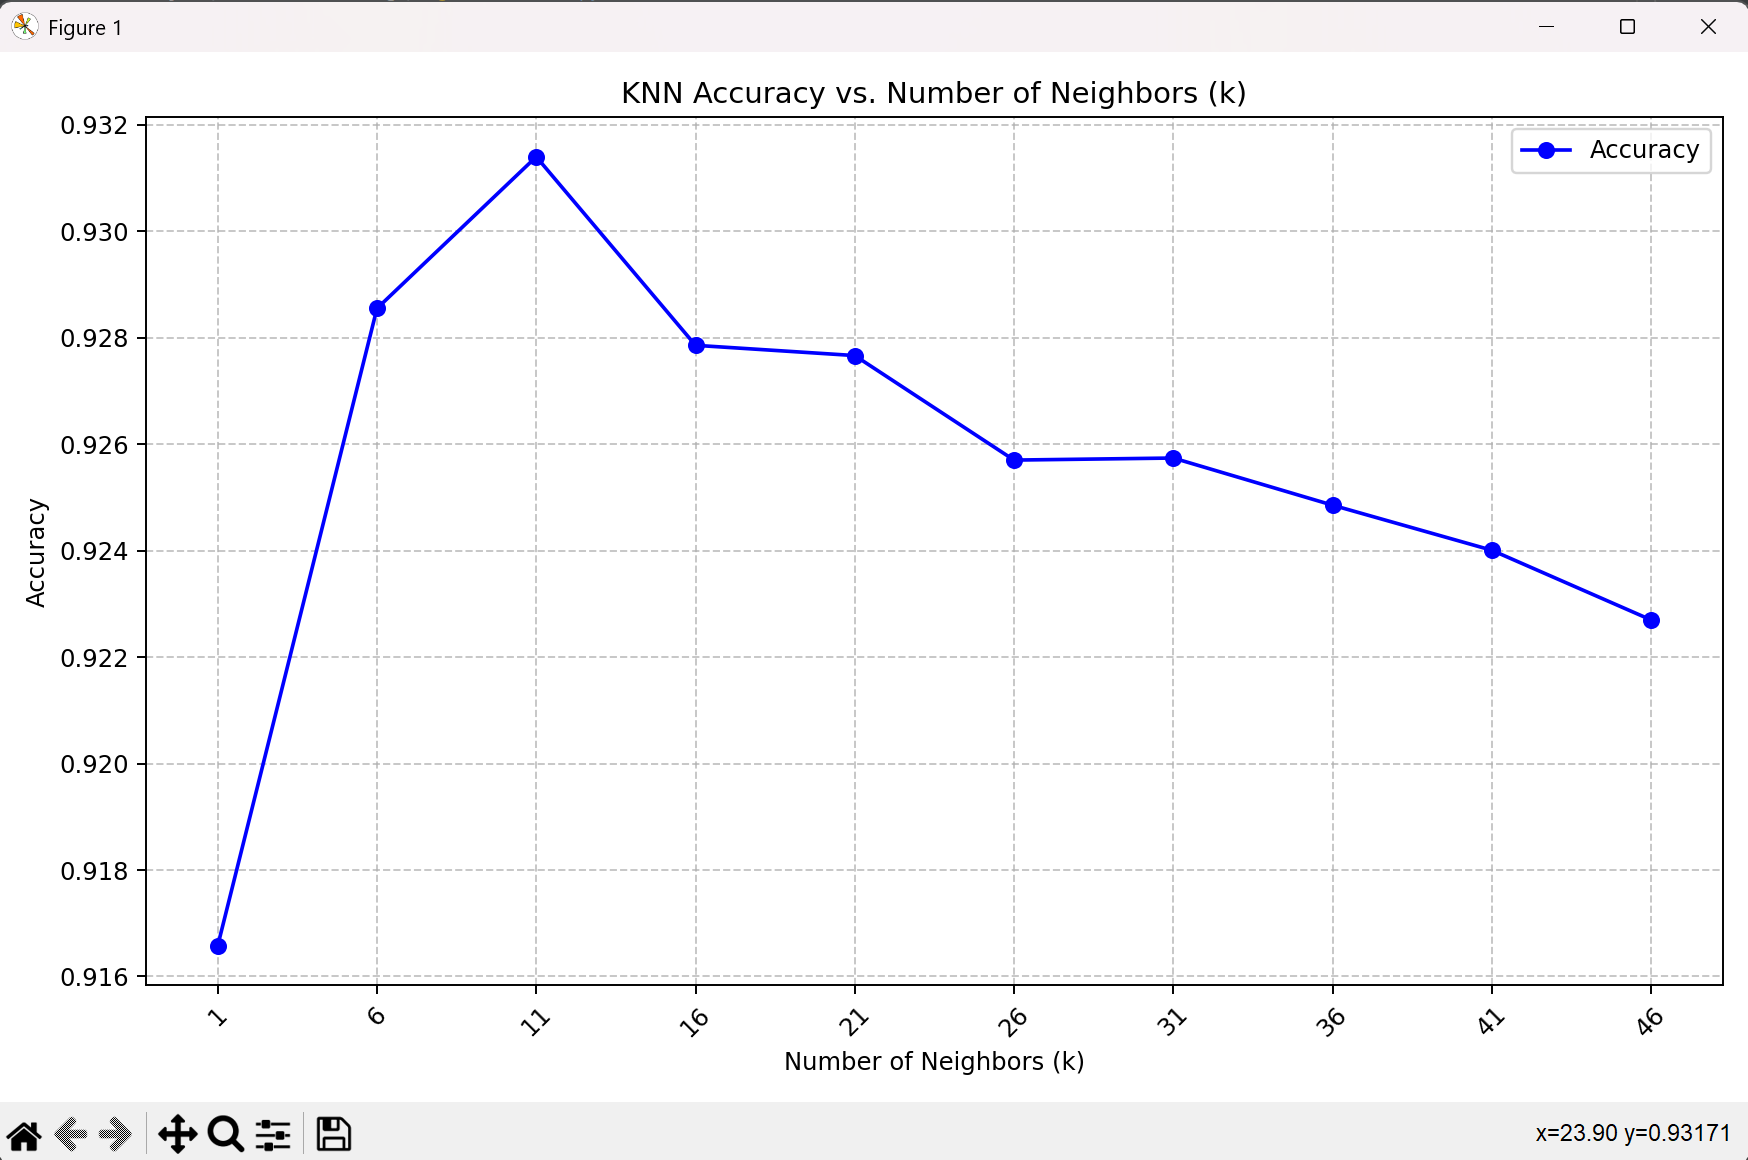 Figure 1
KNN Accuracy vs. Number of Neighbors (k)
Accuracy
0.932
0.930
0.928
0.926
0.924
0.922
0.920
0.918
0.916
Accuracy
1 6 11 16 21 26 31 36 41 46
Number of Neighbors (k)
x=23.90 y=0.93171